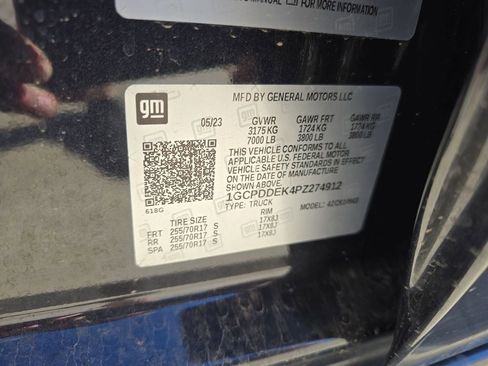 MANUAL FOR MORE INFORMATION
gm
MFD BY GENERAL MOTORS LLC
05/23 GVWR GAWR FRT GAWR RR
3175 KG 1724 KG 1724 KG
7000 LB 3800 LB 3800 LB
THIS VEHICLE CONFORMS TO ALL
APPLICABLE U.S. FEDERAL MOTOR
VEHICLE SAFETY STANDARDS IN
EFFECT ON THE DATE OF MANUFACTURE
SHOWN ABOVE.
1GCPDDEK4PZ274912
618G
TYPE: TRUCK MODEL:
TIRE SIZE RIM
FRT 255/70R17 S 17X8J
RR 255/70R17 S 17X8J
SPA 255/70R17 S 17X8J